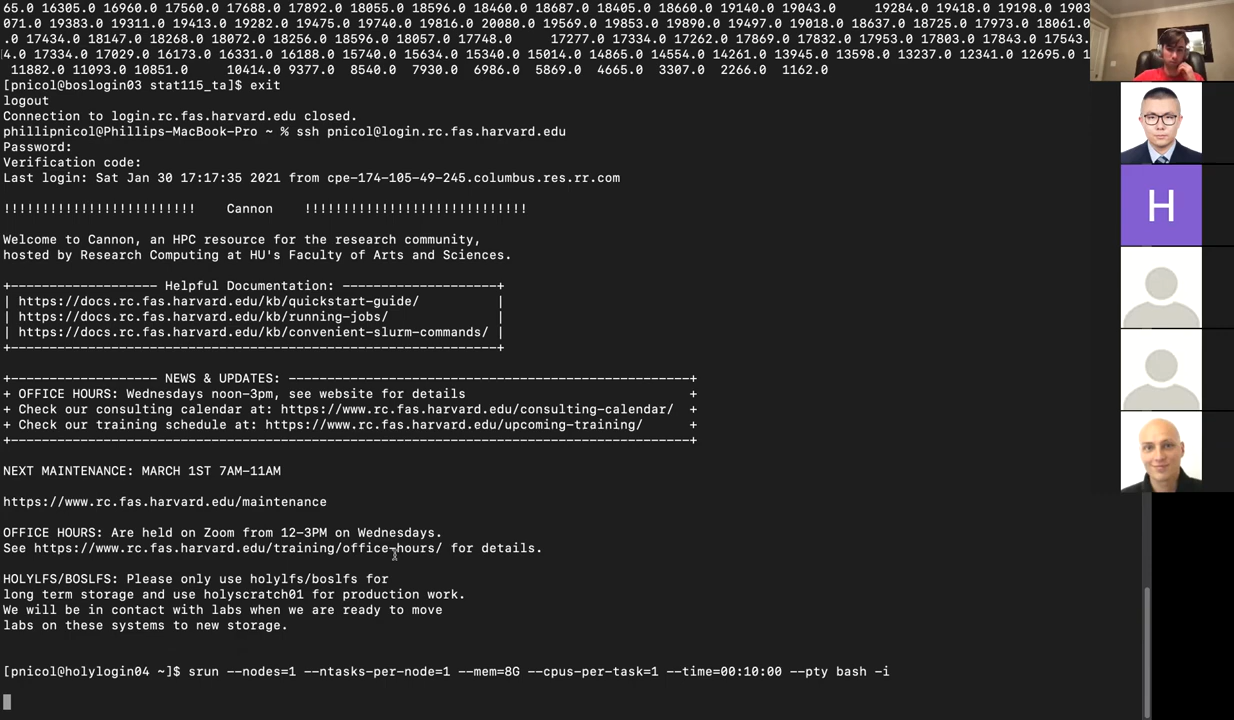 65.0 16305.0 16960.0 17560.0 17688.0 17892.0 18055.0 18596.0 18460.0 18687.0 18405.0 18669.0 19140.0 19043.0 19284.0 19418.0 19198.0 1903
071.0 19383.0 19311.0 19413.0 19282.0 19475.0 19740.0 19816.0 20080.0 19569.0 19853.0 19890.0 19497.0 19018.0 18637.0 18725.0 17973.0 18061.0
.0 17434.0 18147.0 18268.0 18072.0 18256.0 18596.0 18057.0 17748.0 17277.0 17334.0 17262.0 17869.0 17832.0 17953.0 17803.0 17843.0 17543.
4.0 17334.0 17029.0 16173.0 16331.0 16188.0 15740.0 15634.0 15340.0 15014.0 14865.0 14554.0 14261.0 13945.0 13598.0 13237.0 12341.0 12695.0 1
11882.0 11093.0 10851.0 10414.0 9377.0 8540.0 7930.0 6986.0 5869.0 4665.0 3307.0 2266.0 1162.0
[pnicol@boslogin03 stat115_ta]$ exit
logout
Connection to login.rc.fas.harvard.edu closed.
phillipnicol@Phillips-MacBook-Pro ~ % ssh pnicol@login.rc.fas.harvard.edu
Password:
Verification code:
Last login: Sat Jan 30 17:17:35 2021 from cpe-174-105-49-245.columbus.res.rr.com
!!!!!!!!!!!!!!!!!!!!!!!!! Cannon !!!!!!!!!!!!!!!!!!!!!!!!!!!!!
Welcome to Cannon, an HPC resource for the research community,
hosted by Research Computing at HU's Faculty of Arts and Sciences.
+------------------- Helpful Documentation: --------------------+
| https://docs.rc.fas.harvard.edu/kb/quickstart-guide/ |
| https://docs.rc.fas.harvard.edu/kb/running-jobs/ |
| https://docs.rc.fas.harvard.edu/kb/convenient-slurm-commands/ |
+---------------------------------------------------------------+
+------------------- NEWS & UPDATES: ----------------------------------------------------+
+ OFFICE HOURS: Wednesdays noon-3pm, see website for details +
+ Check our consulting calendar at: https://www.rc.fas.harvard.edu/consulting-calendar/ +
+ Check our training schedule at: https://www.rc.fas.harvard.edu/upcoming-training/ +
+----------------------------------------------------------------------------------------+
NEXT MAINTENANCE: MARCH 1ST 7AM-11AM
https://www.rc.fas.harvard.edu/maintenance
OFFICE HOURS: Are held on Zoom from 12-3PM on Wednesdays.
See https://www.rc.fas.harvard.edu/training/office-hours/ for details.
HOLYLFS/BOSLFS: Please only use holylfs/boslfs for
long term storage and use holyscratch01 for production work.
We will be in contact with labs when we are ready to move
labs on these systems to new storage.
[pnicol@holylogin04 ~]$ srun --nodes=1 --ntasks-per-node=1 --mem=8G --cpus-per-task=1 --time=00:10:00 --pty bash -i
H